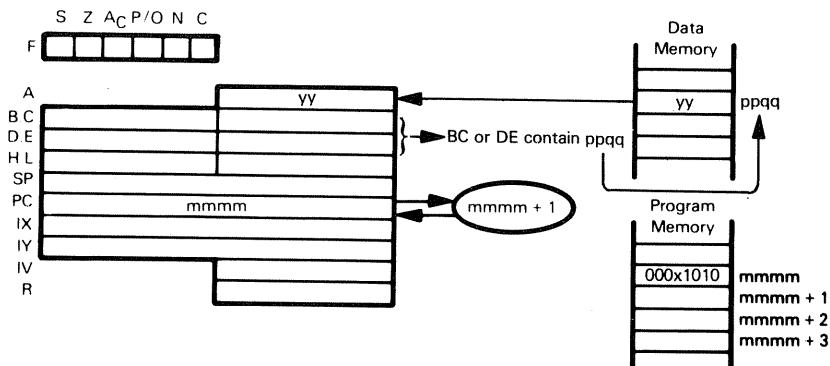 S Z AC P/O N C
F
Data
Memory
A
yy
yy
ppqq
B C
D.E
H L
BC or DE contain ppqq
SP
PC
mmmm
mmmm + 1
IX
IY
IV
R
Program
Memory
000x1010
mmmm
mmmm + 1
mmmm + 2
mmmm + 3